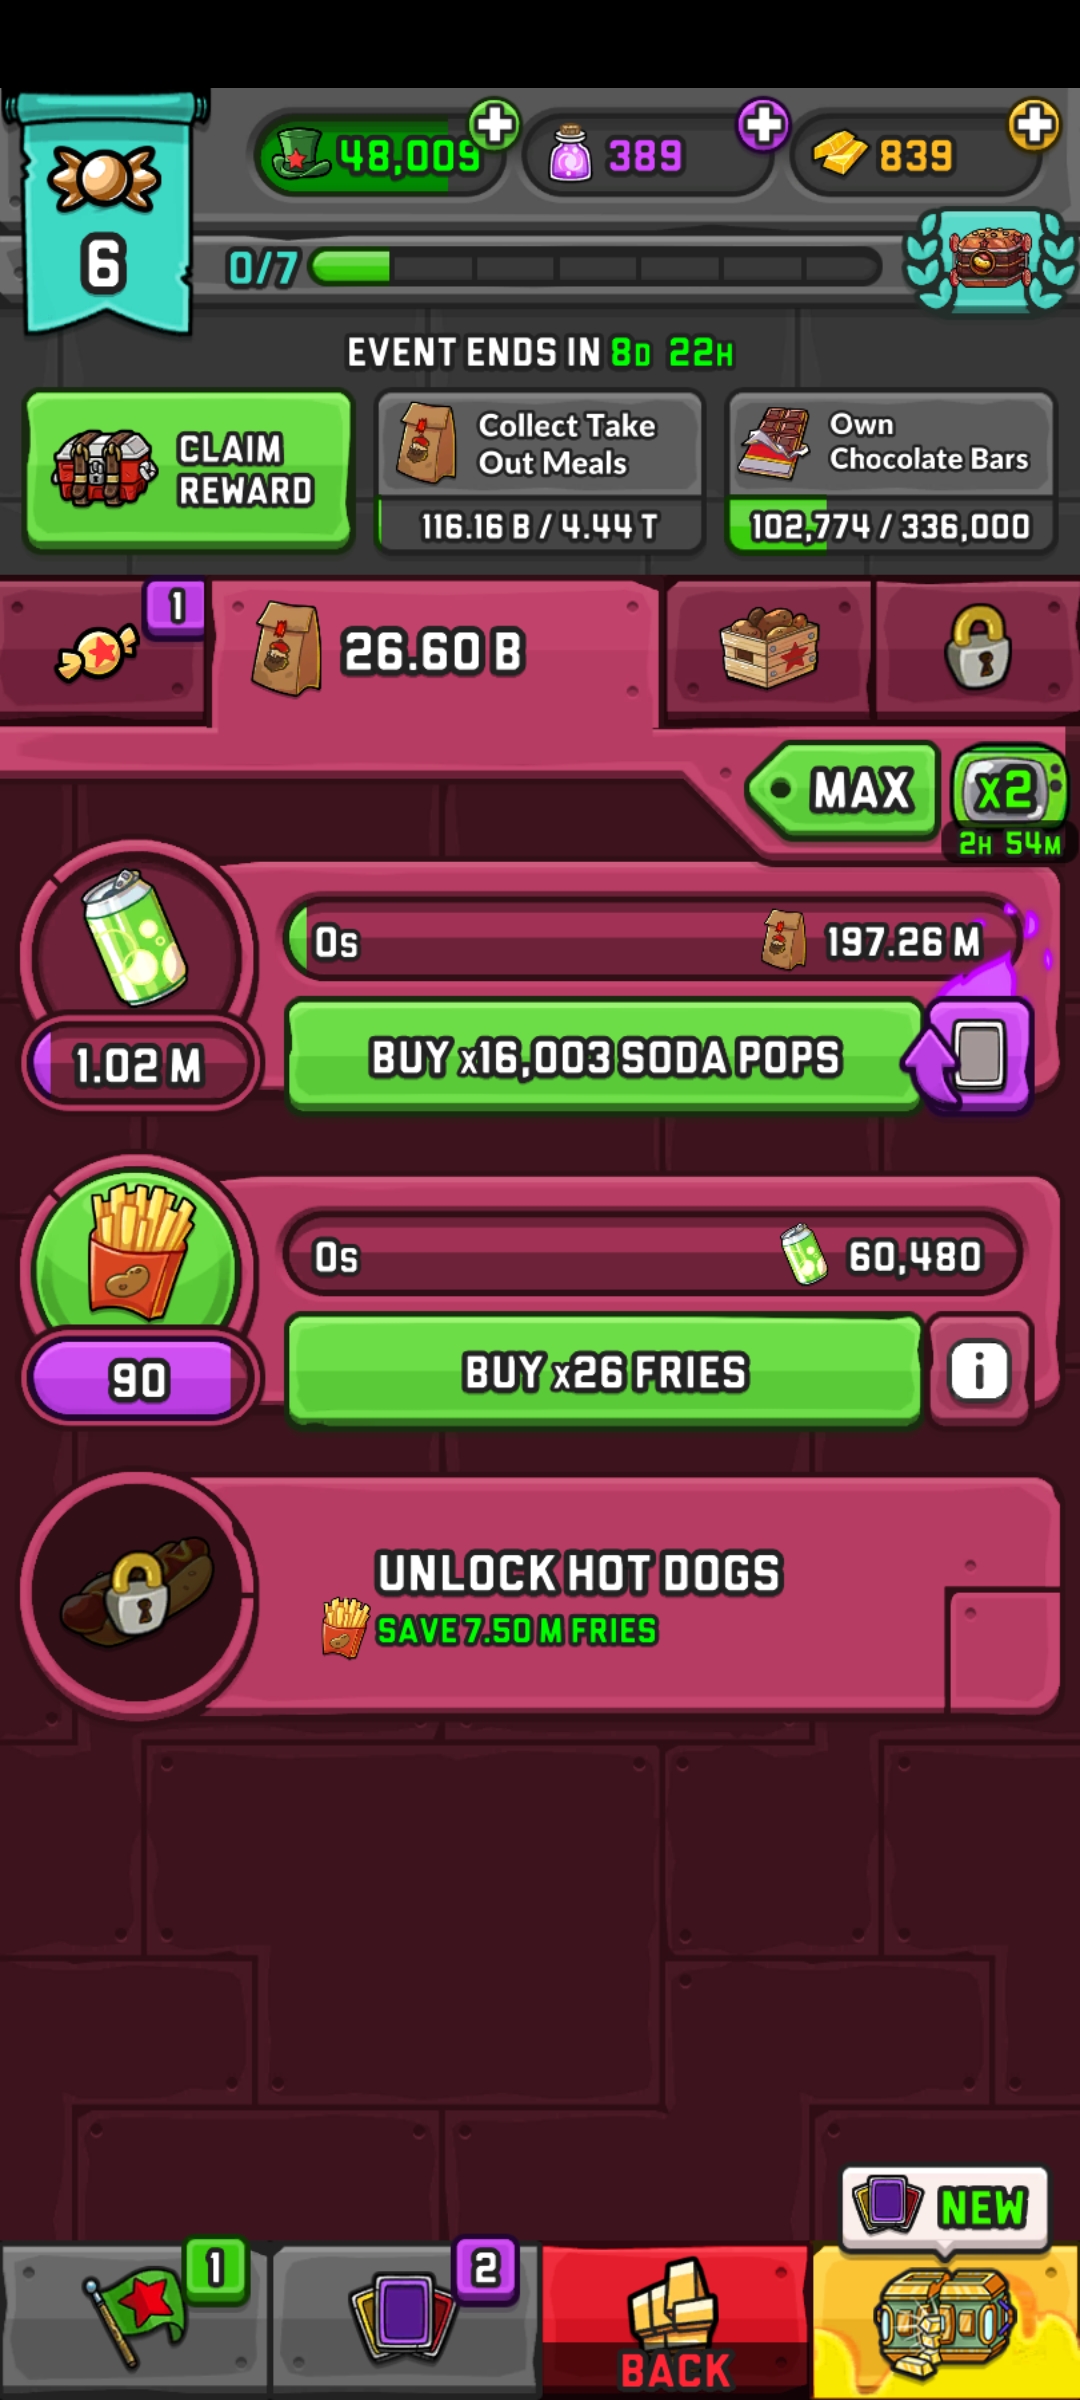 6
48,009
389
839
0/7
EVENT ENDS IN 8D 22H
CLAIM
REWARD
Collect Take
Out Meals
116.16 B / 4.44 T
Own
Chocolate Bars
102,774 / 336,000
1
26.60 B
MAX
x2
2H 54M
0s
197.26 M
1.02 M
BUY x16,003 SODA POPS
0s
60,480
90
BUY x26 FRIES
i
UNLOCK HOT DOGS
SAVE 7.50 M FRIES
NEW
1
2
BACK